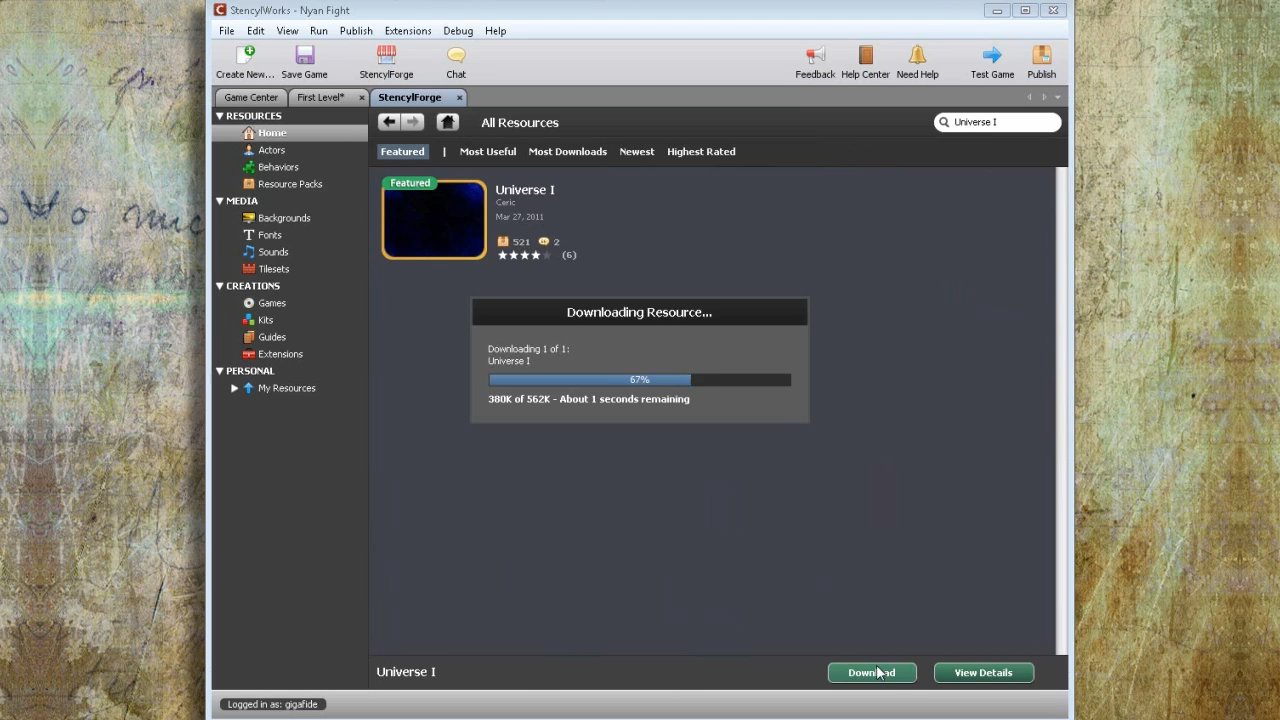 StencylWorks - Nyan Fight
File Edit View Run Publish Extensions Debug Help
Create New... Save Game StencylForge Chat Feedback Help Center Need Help Test Game Publish
Game Center First Level* StencylForge
RESOURCES
Home
Actors
Behaviors
Resource Packs
MEDIA
Backgrounds
Fonts
Sounds
Tilesets
CREATIONS
Games
Kits
Guides
Extensions
PERSONAL
My Resources
All Resources
Universe I
Featured | Most Useful Most Downloads Newest Highest Rated
Featured
Universe I
Ceric
Mar 27, 2011
521 2
(6)
Downloading Resource...
Downloading 1 of 1:
Universe I
67%
380K of 562K - About 1 seconds remaining
Universe I
Download View Details
Logged in as: gigafide